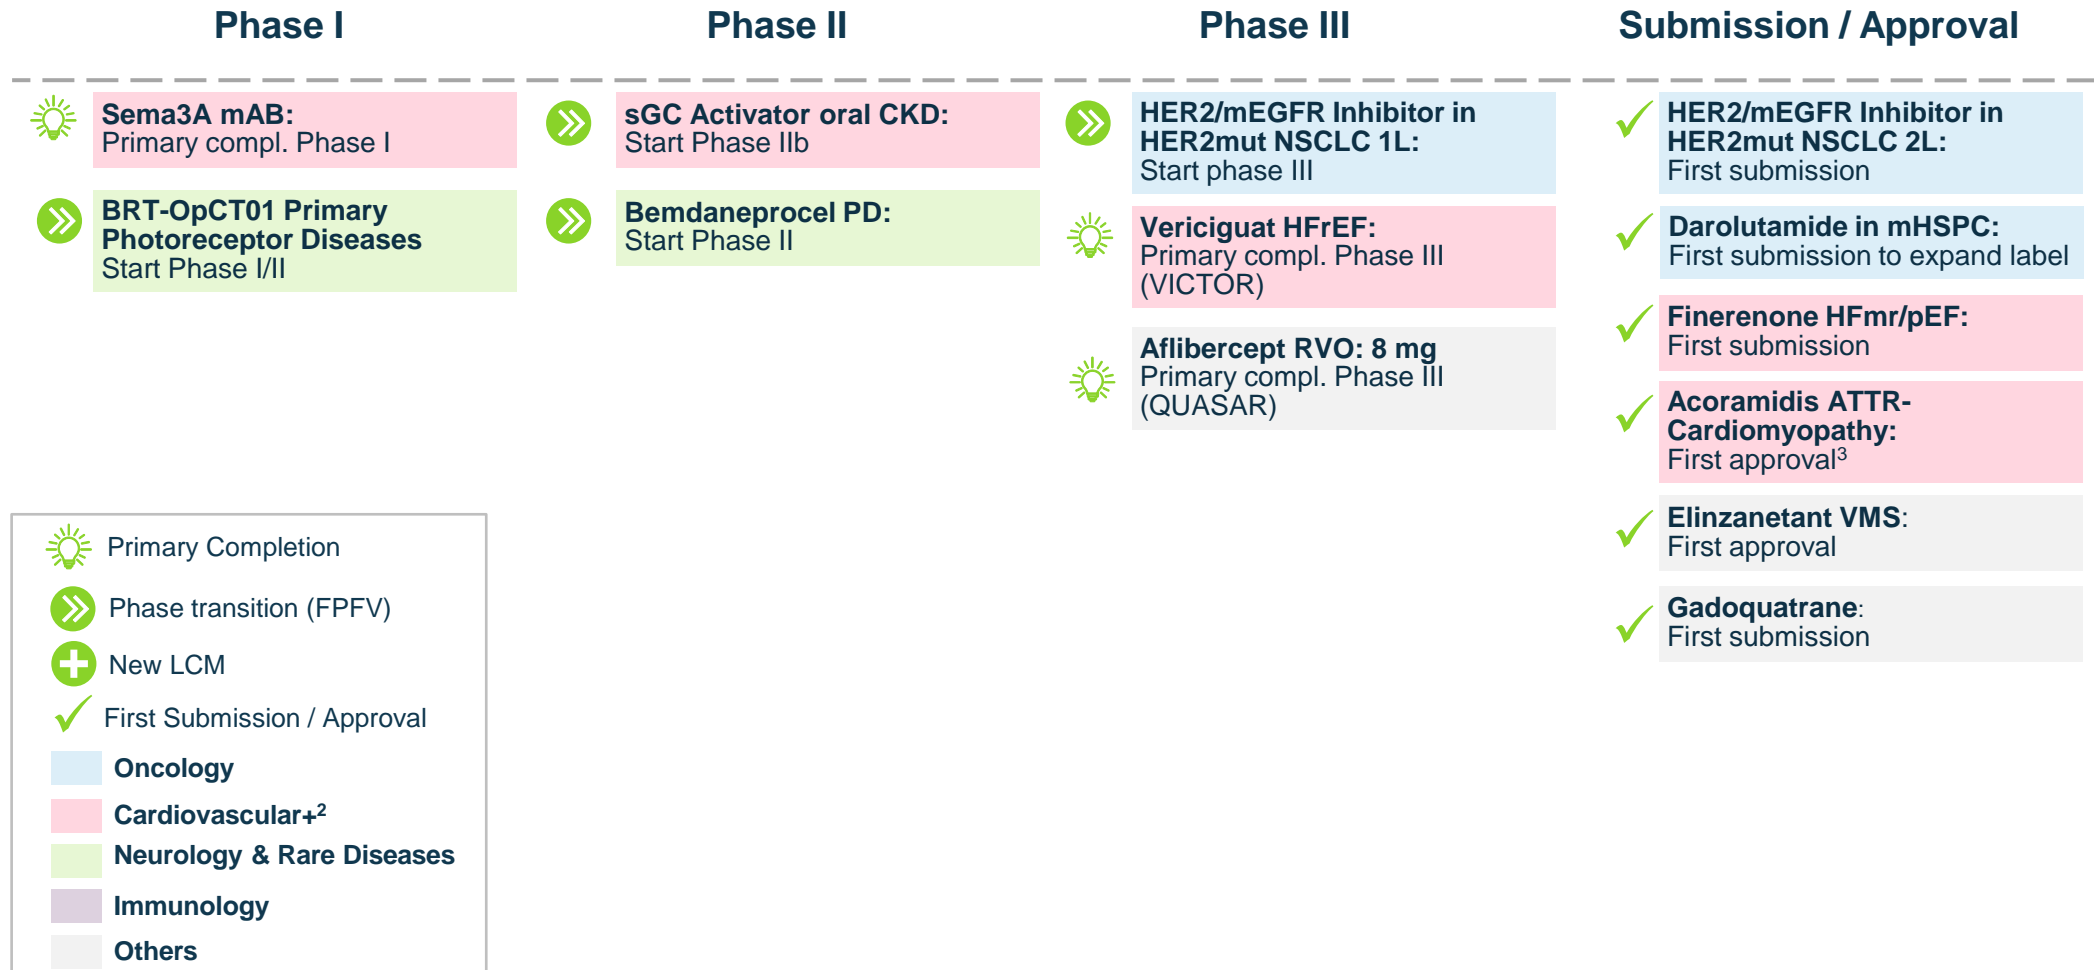 Phase I
Phase II
Phase III
Submission / Approval
Sema3A mAB:
Primary compl. Phase I
BRT-OpCT01 Primary
Photoreceptor Diseases
Start Phase I/II
sGC Activator oral CKD:
Start Phase IIb
Bemdaneprocel PD:
Start Phase II
HER2/mEGFR Inhibitor in
HER2mut NSCLC 1L:
Start phase III
Vericiguat HFrEF:
Primary compl. Phase III
(VICTOR)
Aflibercept RVO: 8 mg
Primary compl. Phase III
(QUASAR)
HER2/mEGFR Inhibitor in
HER2mut NSCLC 2L:
First submission
Darolutamide in mHSPC:
First submission to expand label
Finerenone HFmr/pEF:
First submission
Acoramidis ATTR-
Cardiomyopathy:
First approval³
Elinzanetant VMS:
First approval
Gadoquatrane:
First submission
Primary Completion
Phase transition (FPFV)
New LCM
First Submission / Approval
Oncology
Cardiovascular+²
Neurology & Rare Diseases
Immunology
Others